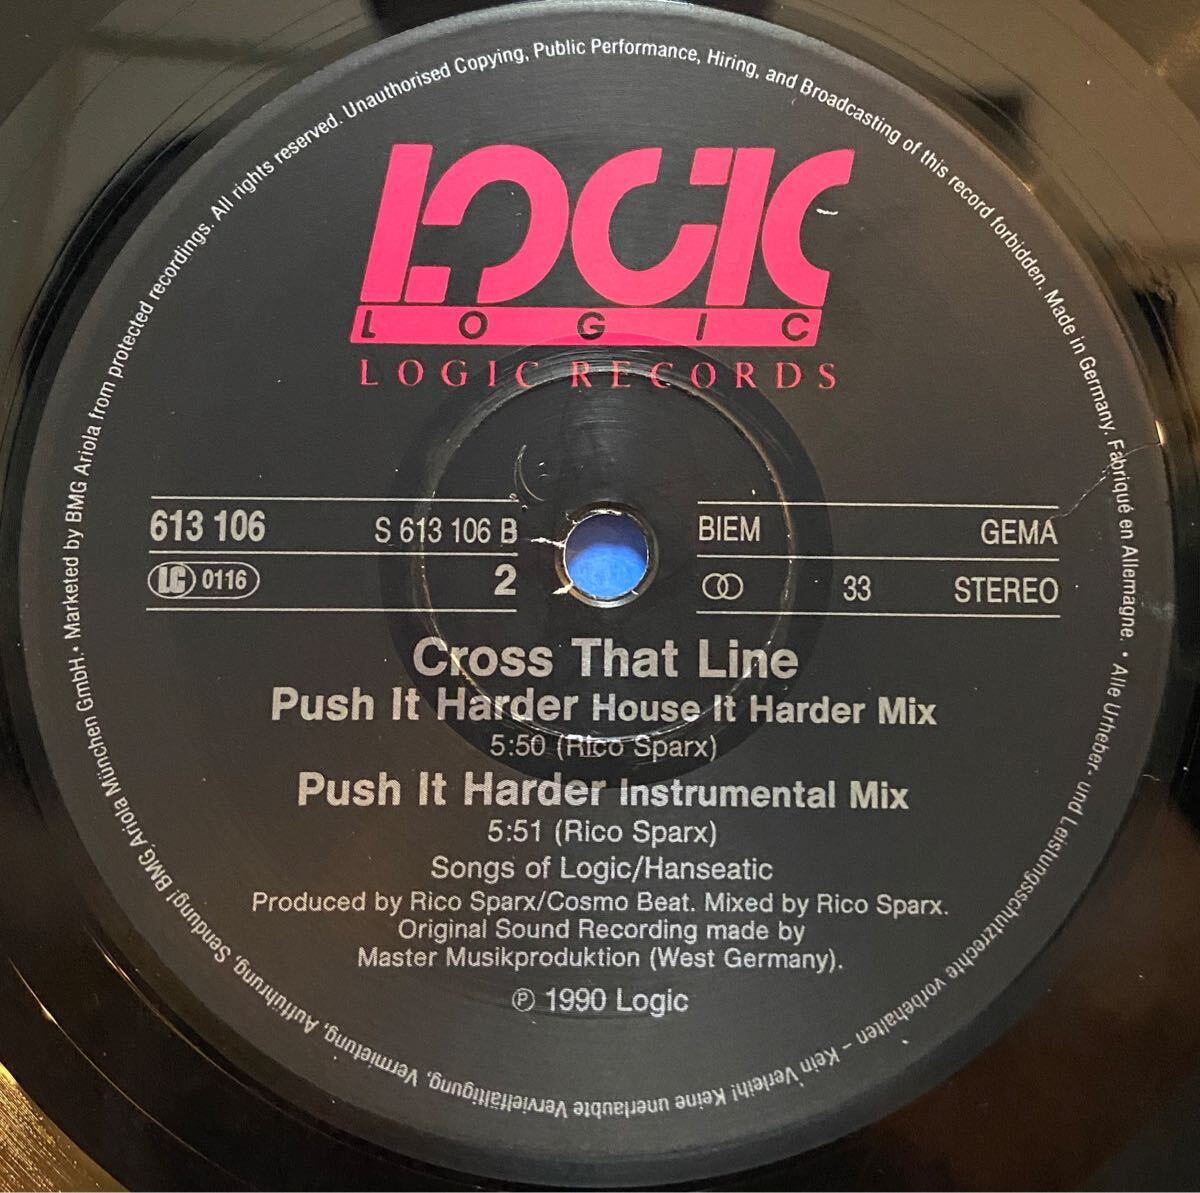 LOGIC
LOGIC
LOGIC RECORDS
613 106
S 613 106 B
LC 0116
2
BIEM
GEMA
33
STEREO
Cross That Line
Push It Harder House It Harder Mix
5:50 (Rico Sparx)
Push It Harder Instrumental Mix
5:51 (Rico Sparx)
Songs of Logic/Hanseatic
Produced by Rico Sparx/Cosmo Beat. Mixed by Rico Sparx.
Original Sound Recording made by
Master Musikproduktion (West Germany).
℗ 1990 Logic
Marketed by BMG Ariola from protected recordings. All rights reserved. Unauthorised Copying, Public Performance, Hiring, and Broadcasting of this record forbidden. Made in Germany. Fabriqué en Allemagne. • Alle Urheber- und Leistungsschutzrechte vorbehalten – Kein Verleih! Keine unerlaubte Vervielfältigung, Vermietung, Aufführung, Sendung! BMG Ariola München GmbH. •